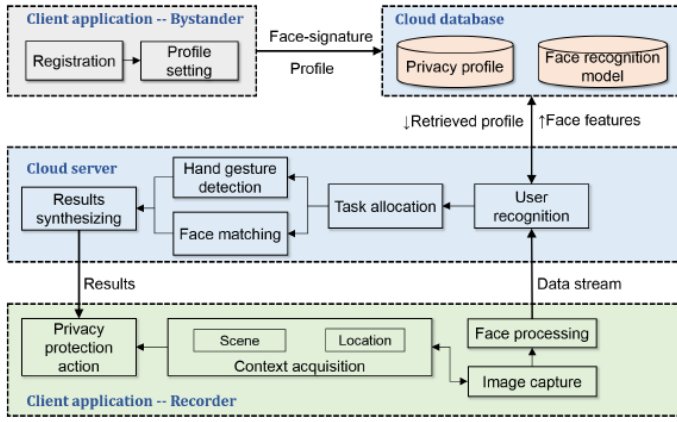 Client application -- Bystander
Registration
Profile
setting
Face-signature
Profile
Cloud database
Privacy profile
Face recognition
model
↓Retrieved profile
↑Face features
Cloud server
Hand gesture
detection
Results
synthesizing
Face matching
Task allocation
User
recognition
Results
Data stream
Privacy
protection
action
Scene
Location
Context acquisition
Face processing
Image capture
Client application -- Recorder